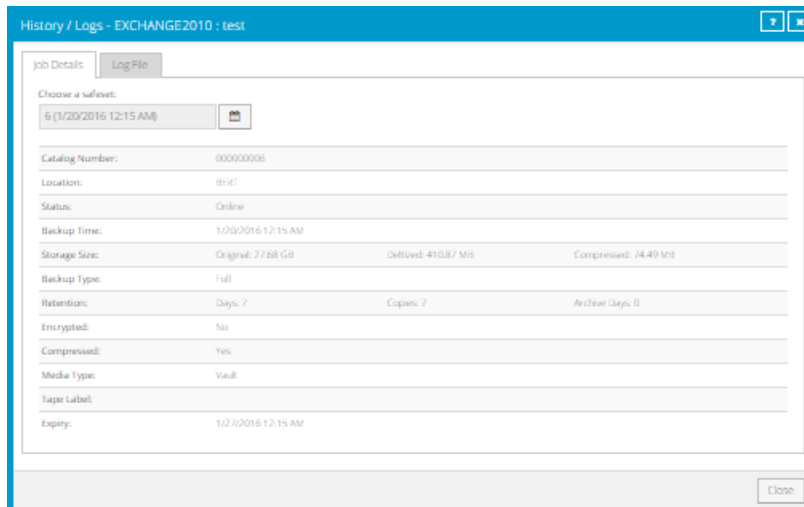 History / Logs - EXCHANGE2010 : test
?
Job Details Log File
Choose a safeset:
6 (1/20/2016 12:15 AM)
Catalog Number: 000000006
Location: BERT
Status: Online
Backup Time: 1/20/2016 12:15 AM
Storage Size: Original: 27.68 GB Deltized: 410.87 MB Compressed: 74.49 MB
Backup Type: Full
Retention: Days: 7 Copies: 7 Archive Days: 0
Encrypted: No
Compressed: Yes
Media Type: Vault
Tape Label:
Expiry: 1/27/2016 12:15 AM
Close